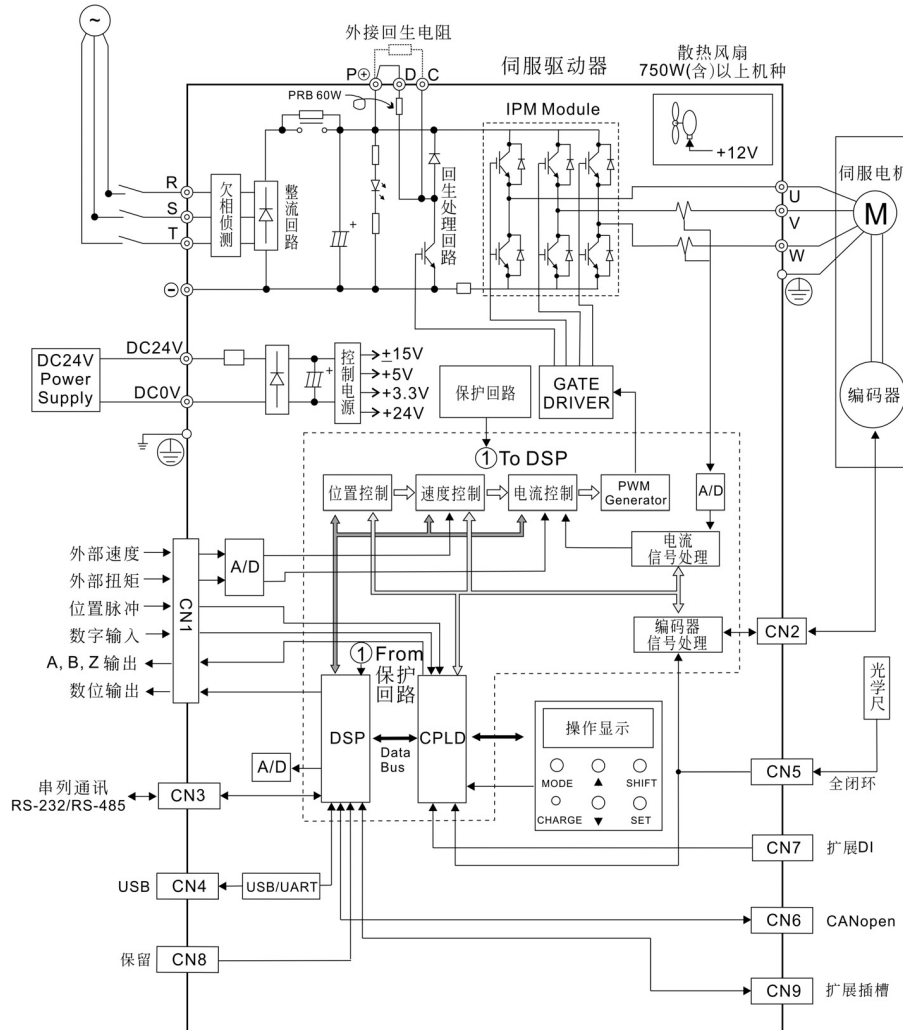 ~
外接回生电阻
P⊕
D
C
伺服驱动器
散热风扇
750W(含)以上机种
PRB 60W
IPM Module
+12V
伺服电机
R
S
T
欠相侦测
整流回路
+
回生处理回路
U
V
W
M
⊖
DC24V
Power
Supply
DC24V
DC0V
+
控制电源
±15V
+5V
+3.3V
+24V
保护回路
GATE
DRIVER
编码器
①To DSP
位置控制
速度控制
电流控制
PWM
Generator
A/D
外部速度
外部扭矩
位置脉冲
数字输入
A, B, Z 输出
数位输出
CN1
A/D
电流
信号处理
编码器
信号处理
CN2
①From
保护
回路
DSP
Data
Bus
CPLD
A/D
操作显示
MODE
▲
SHIFT
CHARGE
▼
SET
光学尺
CN5
全闭环
串列通讯
RS-232/RS-485
CN3
CN7
扩展DI
USB
CN4
USB/UART
CN6
CANopen
保留
CN8
CN9
扩展插槽